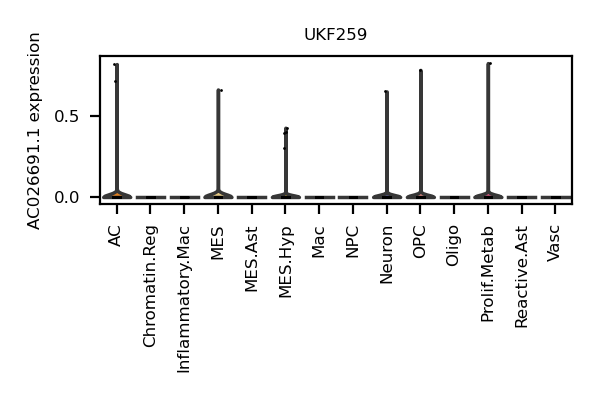 UKF259
AC026691.1 expression
0.5
0.0
AC
Chromatin.Reg
Inflammatory.Mac
MES
MES.Ast
MES.Hyp
Mac
NPC
Neuron
OPC
Oligo
Prolif.Metab
Reactive.Ast
Vasc